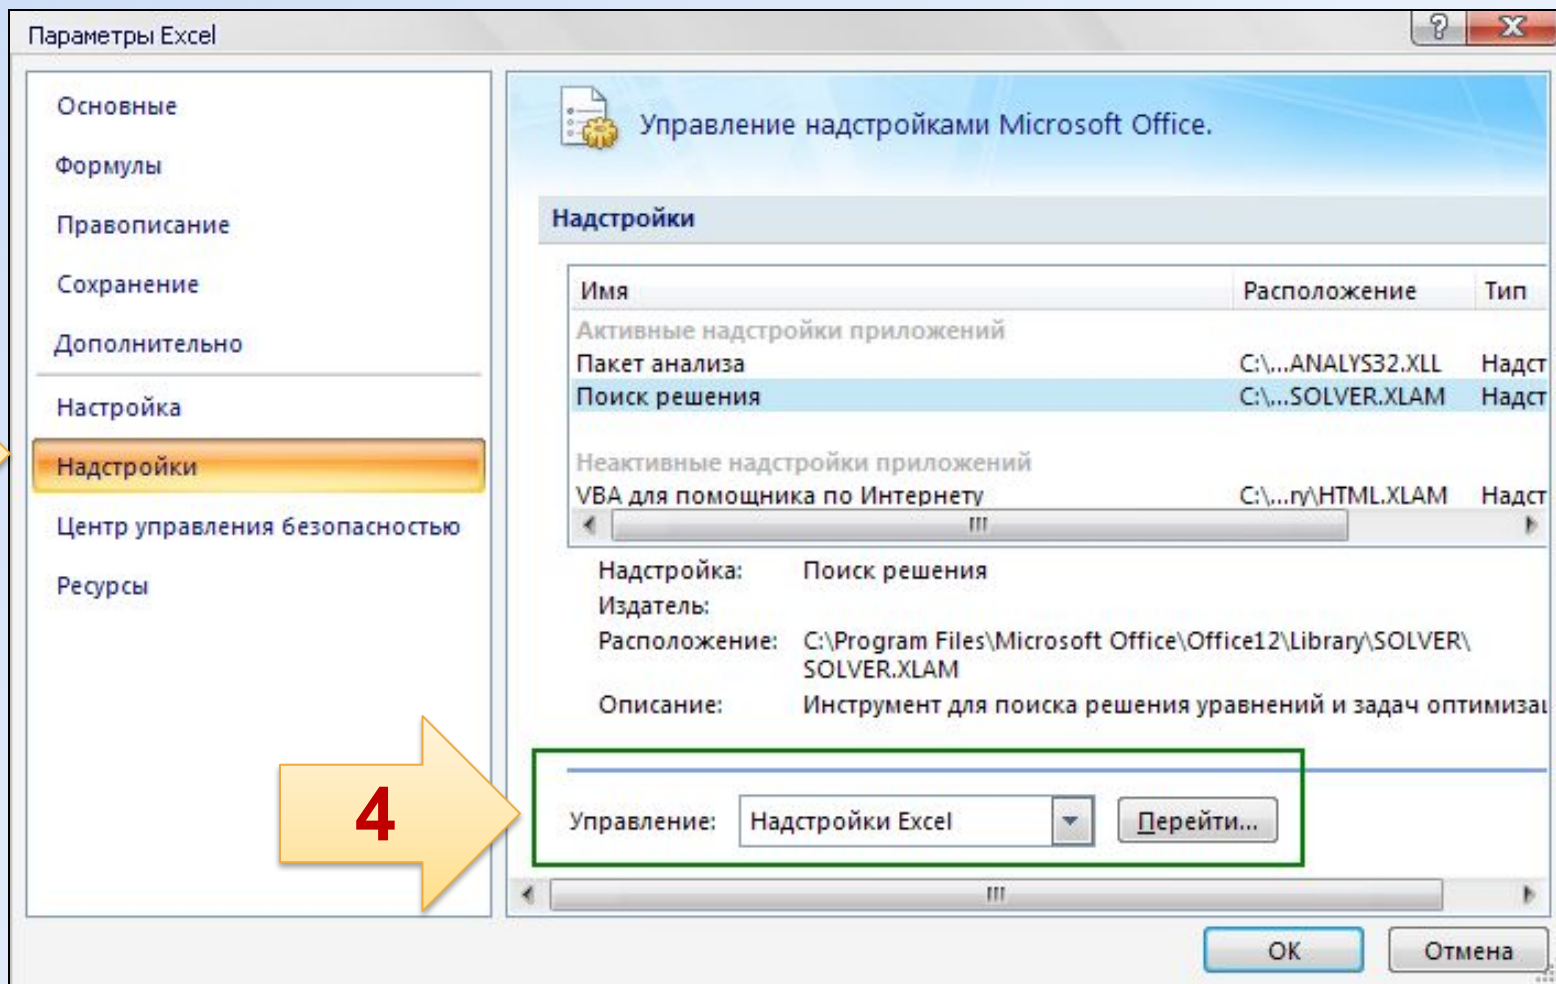 Параметры Excel
Основные
Формулы
Правописание
Сохранение
Дополнительно
Настройка
Надстройки
Центр управления безопасностью
Ресурсы
Управление надстройками Microsoft Office.
Надстройки
Имя Расположение Тип
Активные надстройки приложений
Пакет анализа C:\...ANALYS32.XLL Надст
Поиск решения C:\...SOLVER.XLAM Надст
Неактивные надстройки приложений
VBA для помощника по Интернету C:\...ry\HTML.XLAM Надст
Надстройка: Поиск решения
Издатель:
Расположение: C:\Program Files\Microsoft Office\Office12\Library\SOLVER\
SOLVER.XLAM
Описание: Инструмент для поиска решения уравнений и задач оптимизац
4
Управление: Надстройки Excel Перейти...
ОК Отмена